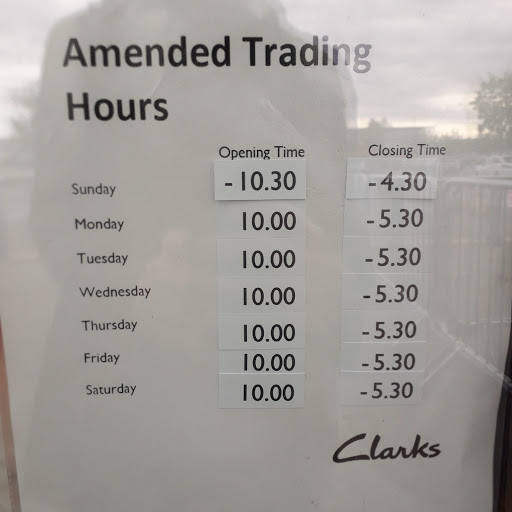 Amended Trading
Hours
Opening Time Closing Time
Sunday - 10.30 - 4.30
Monday 10.00 - 5.30
Tuesday 10.00 - 5.30
Wednesday 10.00 - 5.30
Thursday 10.00 - 5.30
Friday 10.00 - 5.30
Saturday 10.00 - 5.30
Clarks